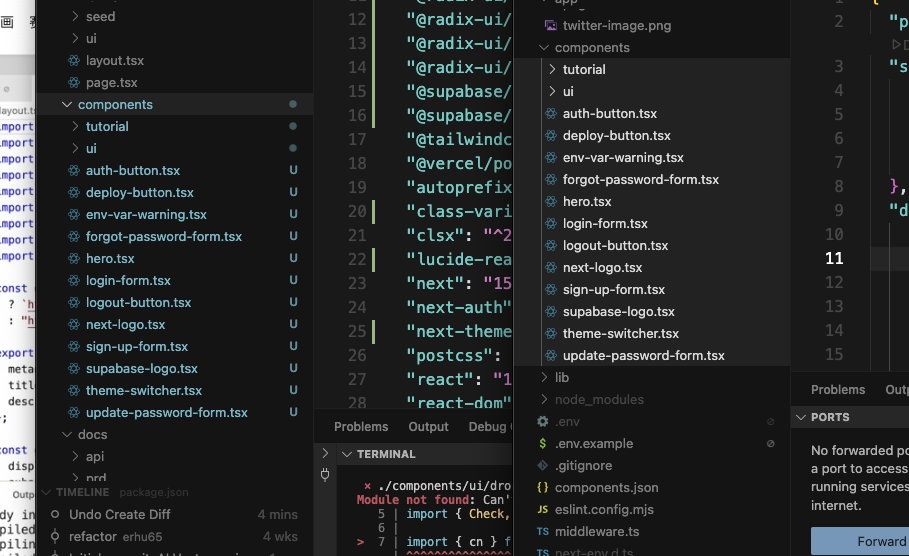 画
layout.ts
import
import
import
import
import
import
import
import
import
const
? `h
: "h
export
meta
titl
desc
};
const
disp
Outp
piled
piling
piled
seed
ui
layout.tsx
page.tsx
components
tutorial
ui
auth-button.tsx U
deploy-button.tsx U
env-var-warning.tsx U
forgot-password-form.tsx U
hero.tsx U
login-form.tsx U
logout-button.tsx U
next-logo.tsx U
sign-up-form.tsx U
supabase-logo.tsx U
theme-switcher.tsx U
update-password-form.tsx U
docs
api
prd
TIMELINE package.json
Undo Create Diff 4 mins
refactor erhu65 4 wks
12 "@radix-ui/
13 "@radix-ui/
14 "@radix-ui/
15 "@supabase/
16 "@supabase/
17 "@tailwindc
18 "@vercel/po
19 "autoprefix
20 "class-vari
21 "clsx": "^2
22 "lucide-rea
23 "next": "15
24 "next-auth"
25 "next-theme
26 "postcss":
27 "react": "1
28 "react-dom"
Problems Output Debug
TERMINAL
× ./components/ui/dro
Module not found: Can'
5 | import { Check,
6 |
> 7 | import { cn } f
app
twitter-image.png
components
tutorial
ui
auth-button.tsx
deploy-button.tsx
env-var-warning.tsx
forgot-password-form.tsx
hero.tsx
login-form.tsx
logout-button.tsx
next-logo.tsx
sign-up-form.tsx
supabase-logo.tsx
theme-switcher.tsx
update-password-form.tsx
lib
node_modules
.env
$ .env.example
.gitignore
{} components.json
eslint.config.mjs
TS middleware.ts
TS next-env.d.ts
1 {
2 "p
D
3 "s
4
5
6
7
8 },
9 "d
10
11
12
13
14
15
Problems Out
PORTS
No forwarded po
a port to access
running services
internet.
Forward